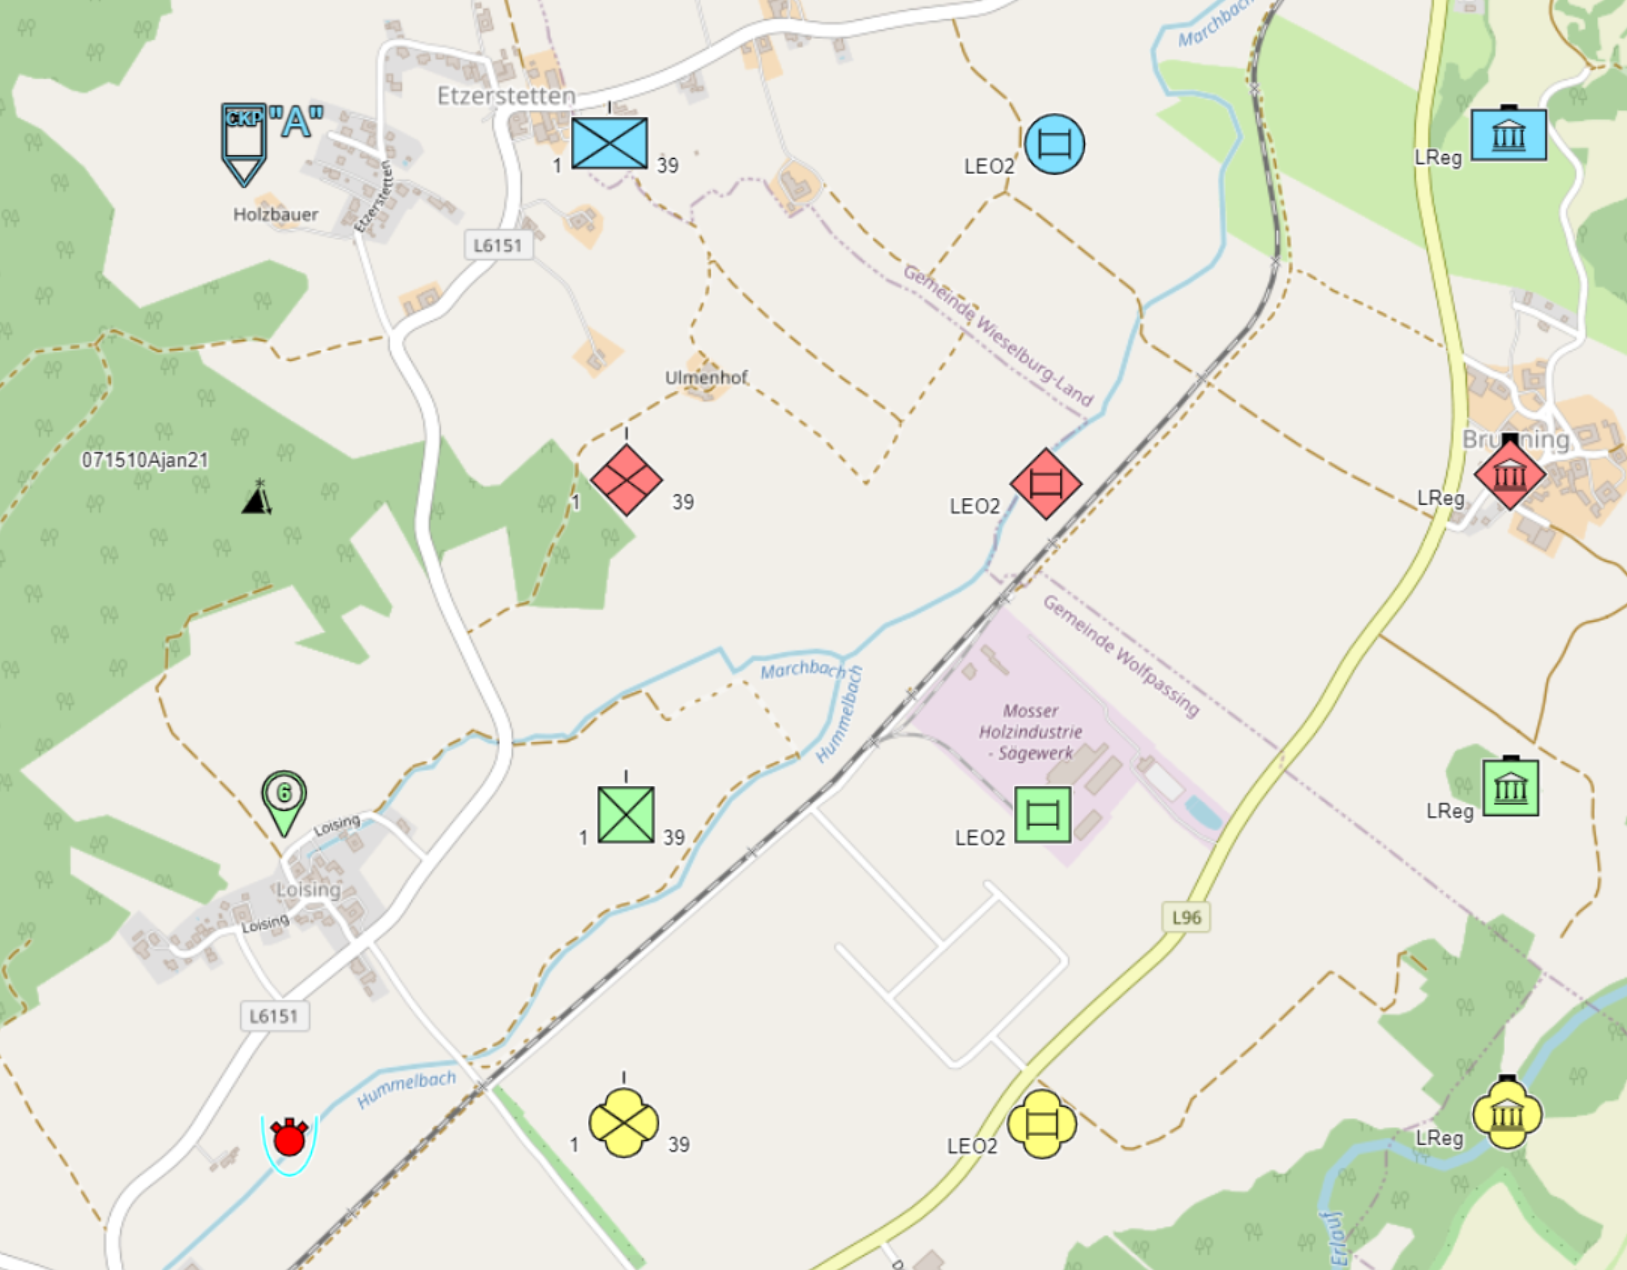 Marchbach
Etzerstetten
CKP "A"
1 39
LEO2
LReg
Etzerstetten
Holzbauer
L6151
Gemeinde Wieselburg-Land
Ulmenhof
071510Ajan21
1 39
LEO2
LReg
Gemeinde Wolfpassing
Marchbach
Hummelbach
Mosser
Holzindustrie
- Sägewerk
6
Loising
1 39
LEO2
LReg
Loising
Loising
L96
L6151
Hummelbach
1 39
LEO2
LReg
Erlauf
D